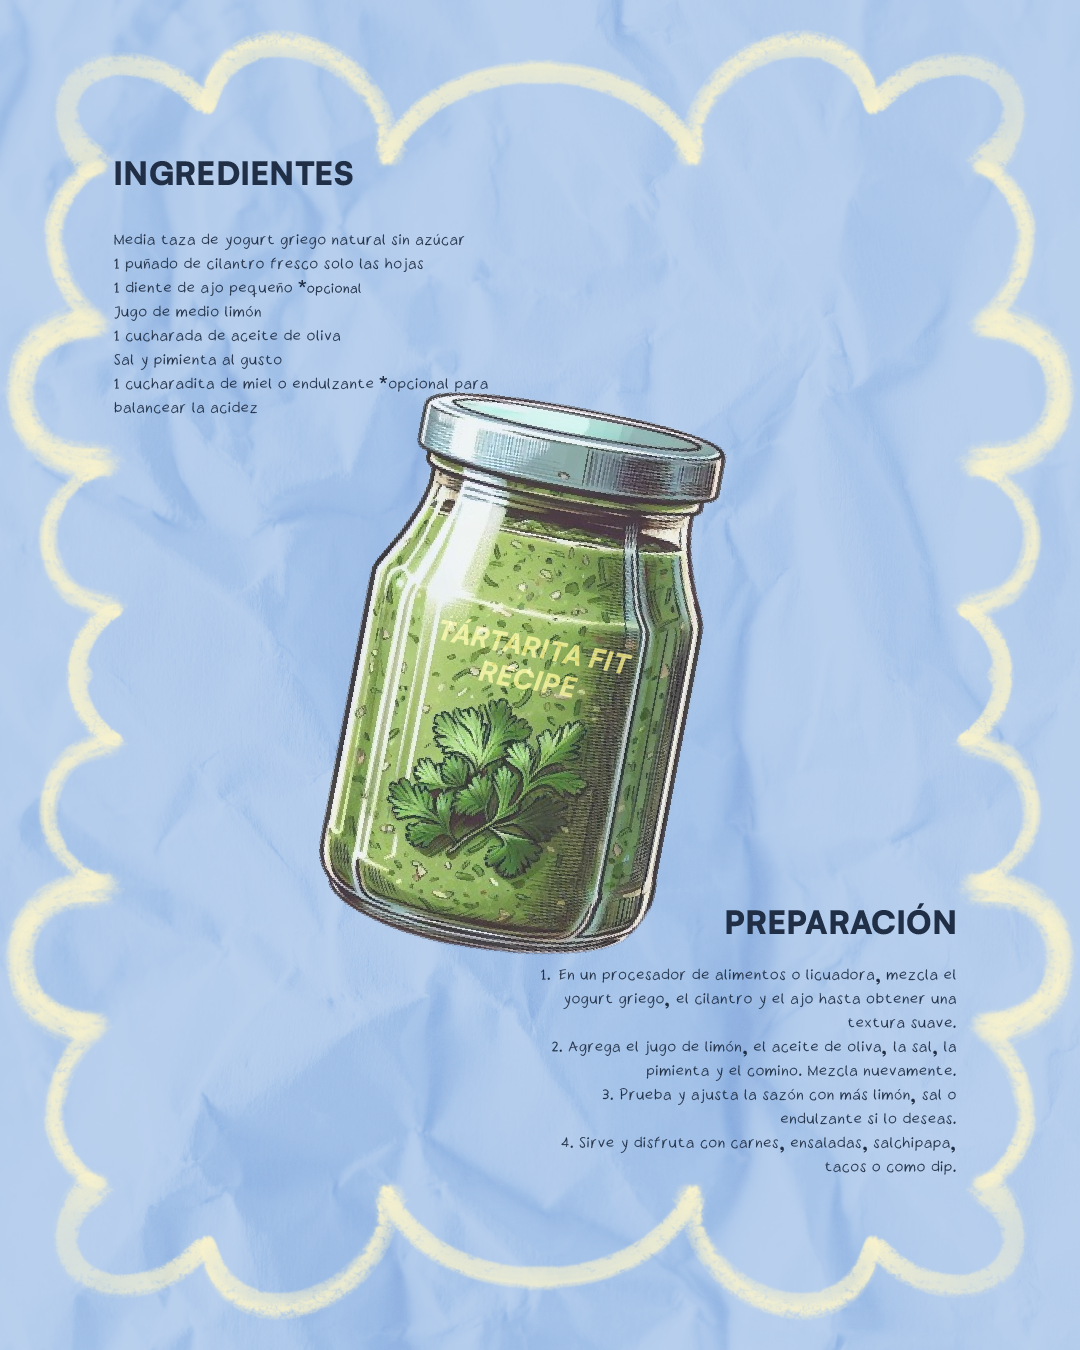 INGREDIENTES
Media taza de yogurt griego natural sin azúcar
1 puñado de cilantro fresco solo las hojas
1 diente de ajo pequeño *opcional
Jugo de medio limón
1 cucharada de aceite de oliva
Sal y pimienta al gusto
1 cucharadita de miel o endulzante *opcional para
balancear la acidez
TÁRTARITA FIT
RECIPE
PREPARACIÓN
1. En un procesador de alimentos o licuadora, mezcla el
yogurt griego, el cilantro y el ajo hasta obtener una
textura suave.
2. Agrega el jugo de limón, el aceite de oliva, la sal, la
pimienta y el comino. Mezcla nuevamente.
3. Prueba y ajusta la sazón con más limón, sal o
endulzante si lo deseas.
4. Sirve y disfruta con carnes, ensaladas, salchipapa,
tacos o como dip.